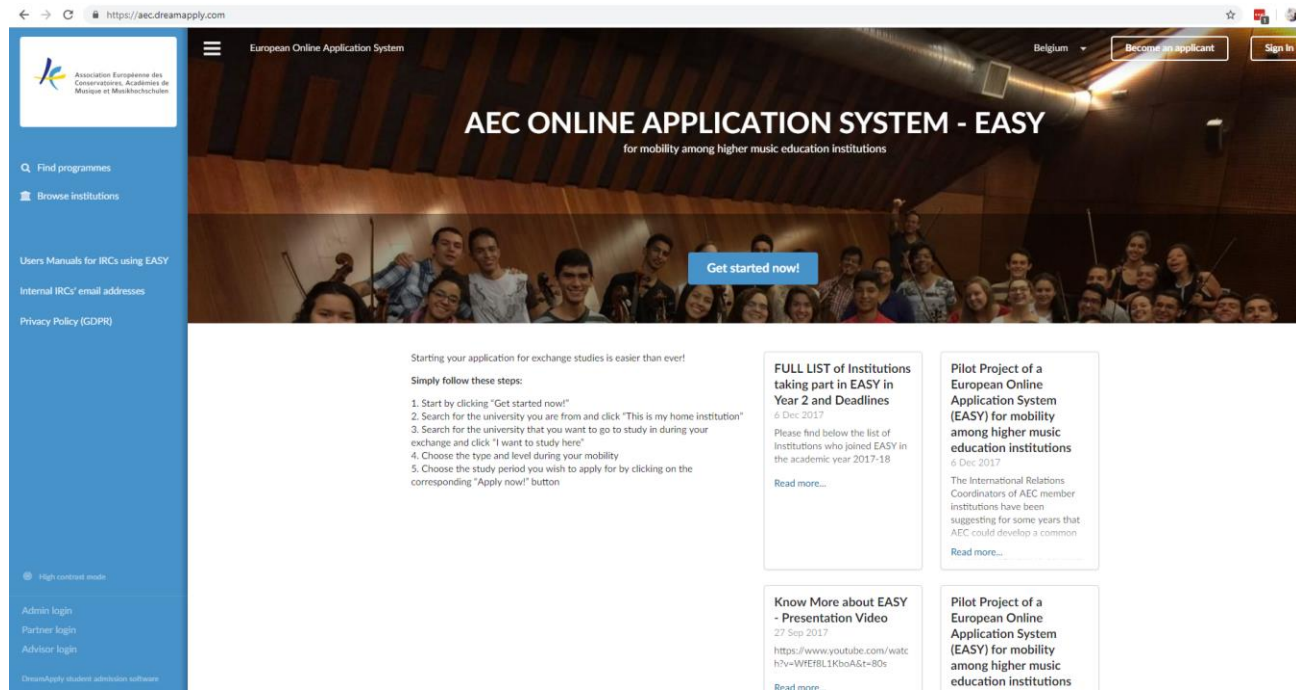 https://aec.dreamapply.com
Association Européenne des
Conservatoires, Académies de
Musique et Musikhochschulen
Find programmes
Browse institutions
Users Manuals for IRCs using EASY
Internal IRCs' email addresses
Privacy Policy (GDPR)
High contrast mode
Admin login
Partner login
Advisor login
DreamApply student admission software
European Online Application System
Belgium
Become an applicant
Sign In
AEC ONLINE APPLICATION SYSTEM - EASY
for mobility among higher music education institutions
Get started now!
Starting your application for exchange studies is easier than ever!
Simply follow these steps:
1. Start by clicking "Get started now!"
2. Search for the university you are from and click "This is my home institution"
3. Search for the university that you want to go to study in during your
exchange and click "I want to study here"
4. Choose the type and level during your mobility
5. Choose the study period you wish to apply for by clicking on the
corresponding "Apply now!" button
FULL LIST of Institutions
taking part in EASY in
Year 2 and Deadlines
6 Dec 2017
Please find below the list of
Institutions who joined EASY in
the academic year 2017-18
Read more...
Pilot Project of a
European Online
Application System
(EASY) for mobility
among higher music
education institutions
6 Dec 2017
The International Relations
Coordinators of AEC member
institutions have been
suggesting for some years that
AEC could develop a common
Read more...
Know More about EASY
- Presentation Video
27 Sep 2017
https://www.youtube.com/watc
h?v=WfEf8L1KboA&t=80s
Read more...
Pilot Project of a
European Online
Application System
(EASY) for mobility
among higher music
education institutions